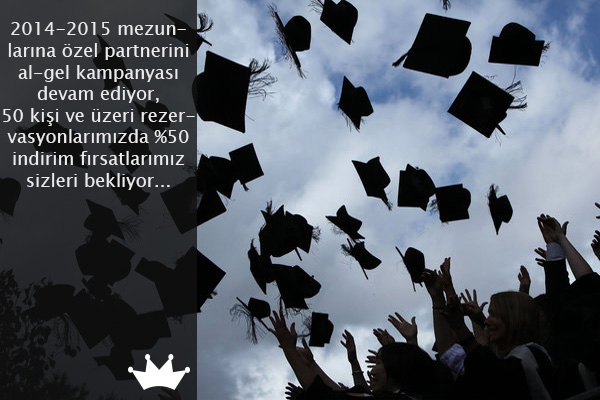 2014-2015 mezun-
larına özel partnerini
al-gel kampanyası
devam ediyor,
50 kişi ve üzeri rezer-
vasyonlarımızda %50
indirim fırsatlarımız
sizleri bekliyor...